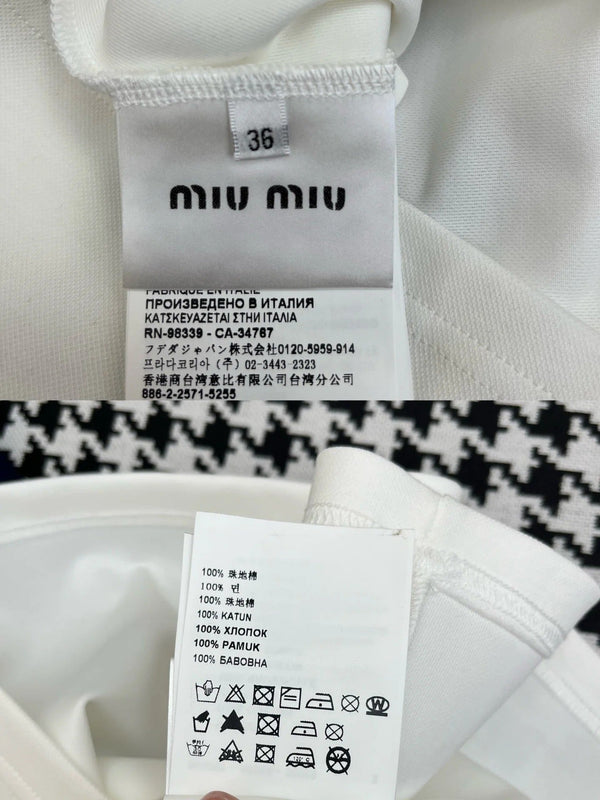 36
miu miu
FABRIQUÉ EN ITALIE
ПРОИЗВЕДЕНО В ИТАЛИЯ
ΚΑΤΣΚΕΥΑΖΕΤΑΙ ΣΤΗΝ ΙΤΑΛΙΑ
RN-98339 - CA-34767
フデダジャパン株式会社0120-5959-914
프라다코리아 (주) 02-3443-2323
香港商台湾意比有限公司台湾分公司
886-2-2571-5255
100% 珠地棉
100% 면
100% 珠地棉
100% KATUN
100% ХЛОПОК
100% PAMUK
100% БАВОВНА